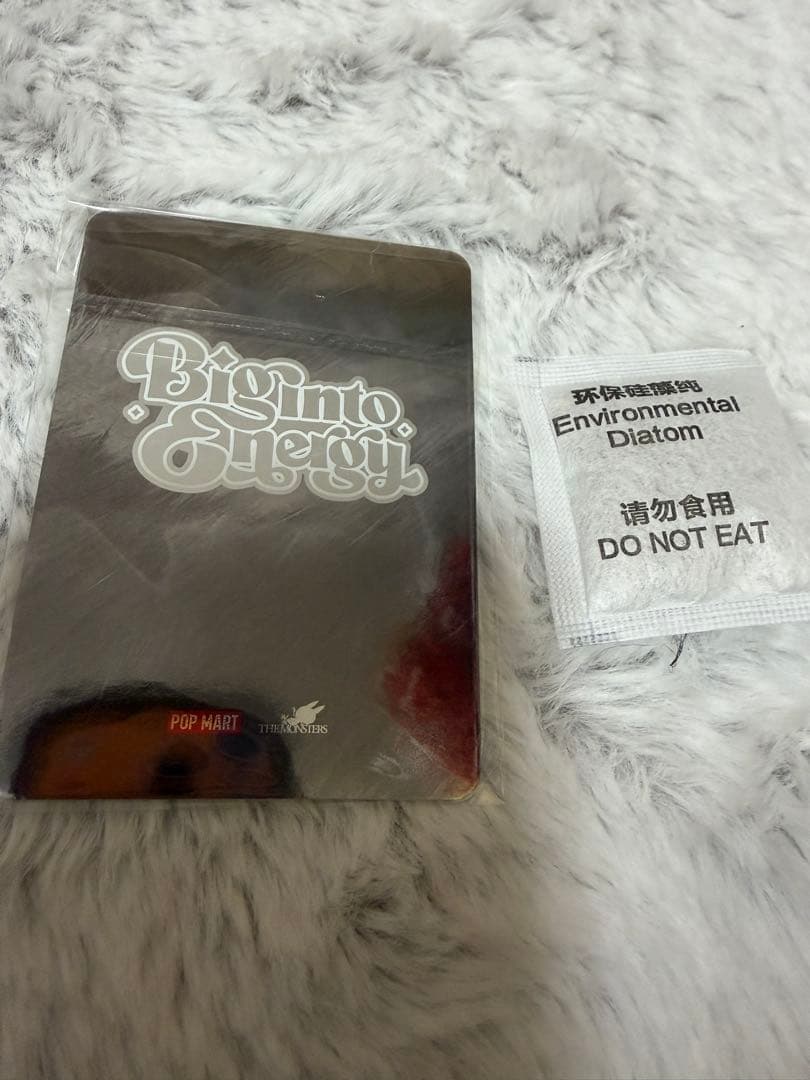 Big into
Energy
POP MART
THE MONSTERS
环保硅藻纯
Environmental
Diatom
请勿食用
DO NOT EAT